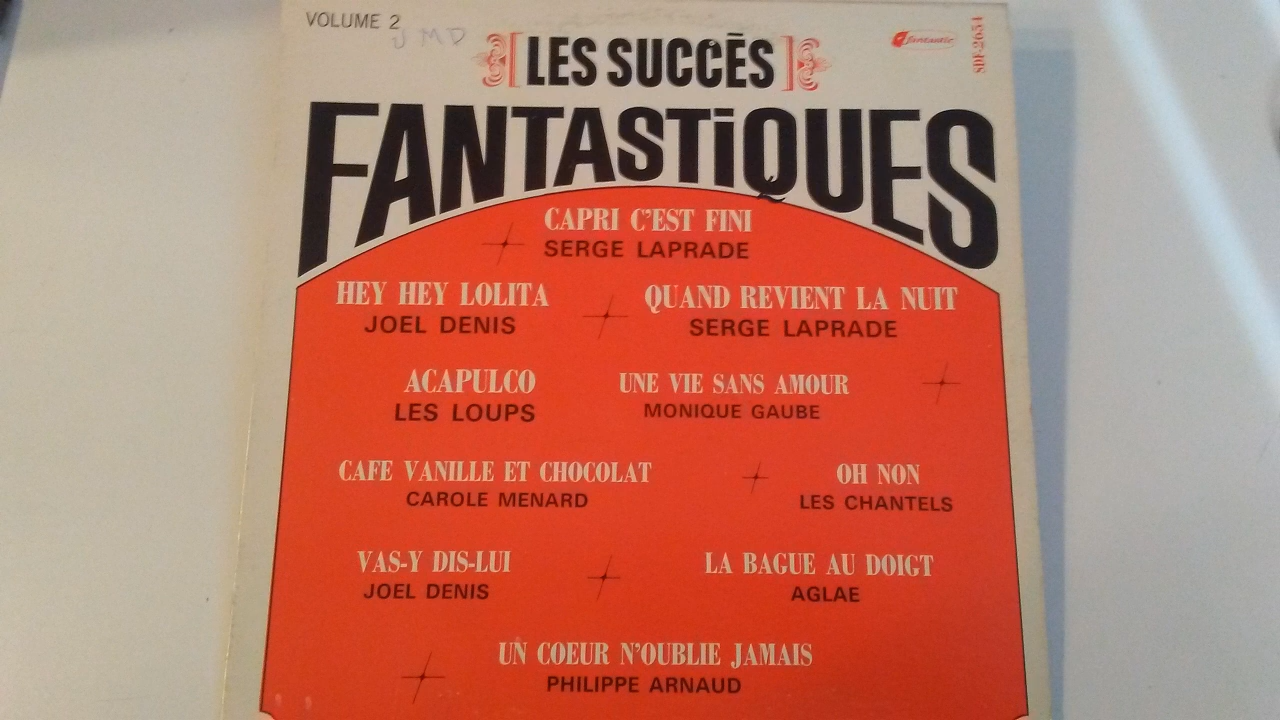 VOLUME 2
JMD
LES SUCCÈS
fantastic
SDF-2654
FANTASTiQUES
CAPRI C'EST FINI
SERGE LAPRADE
HEY HEY LOLITA
JOEL DENIS
QUAND REVIENT LA NUIT
SERGE LAPRADE
ACAPULCO
LES LOUPS
UNE VIE SANS AMOUR
MONIQUE GAUBE
CAFE VANILLE ET CHOCOLAT
CAROLE MENARD
OH NON
LES CHANTELS
VAS-Y DIS-LUI
JOEL DENIS
LA BAGUE AU DOIGT
AGLAE
UN COEUR N'OUBLIE JAMAIS
PHILIPPE ARNAUD